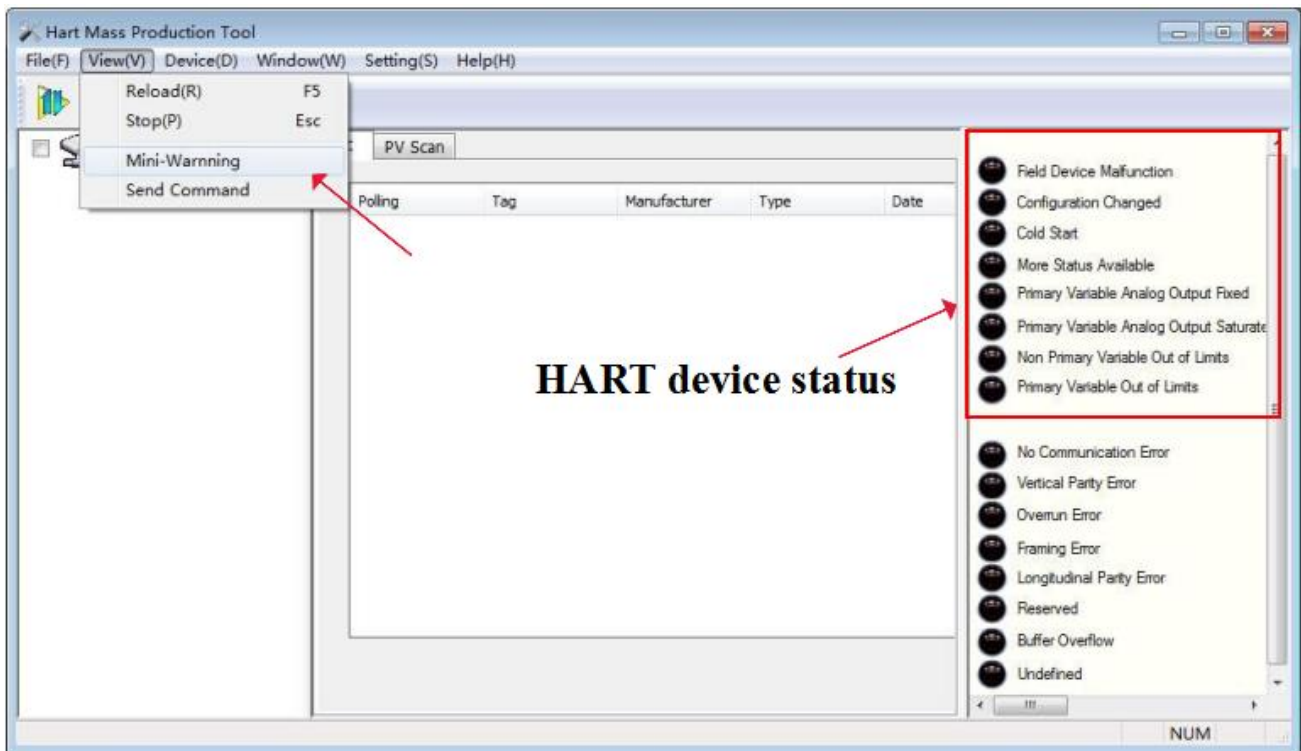 Hart Mass Production Tool
File(F) View(V) Device(D) Window(W) Setting(S) Help(H)
Reload(R) F5
Stop(P) Esc
Mini-Warnning
Send Command
PV Scan
Polling Tag Manufacturer Type Date
HART device status
Field Device Malfunction
Configuration Changed
Cold Start
More Status Available
Primary Variable Analog Output Fixed
Primary Variable Analog Output Saturate
Non Primary Variable Out of Limits
Primary Variable Out of Limits
No Communication Error
Vertical Parity Error
Overrun Error
Framing Error
Longitudinal Parity Error
Reserved
Buffer Overflow
Undefined
NUM